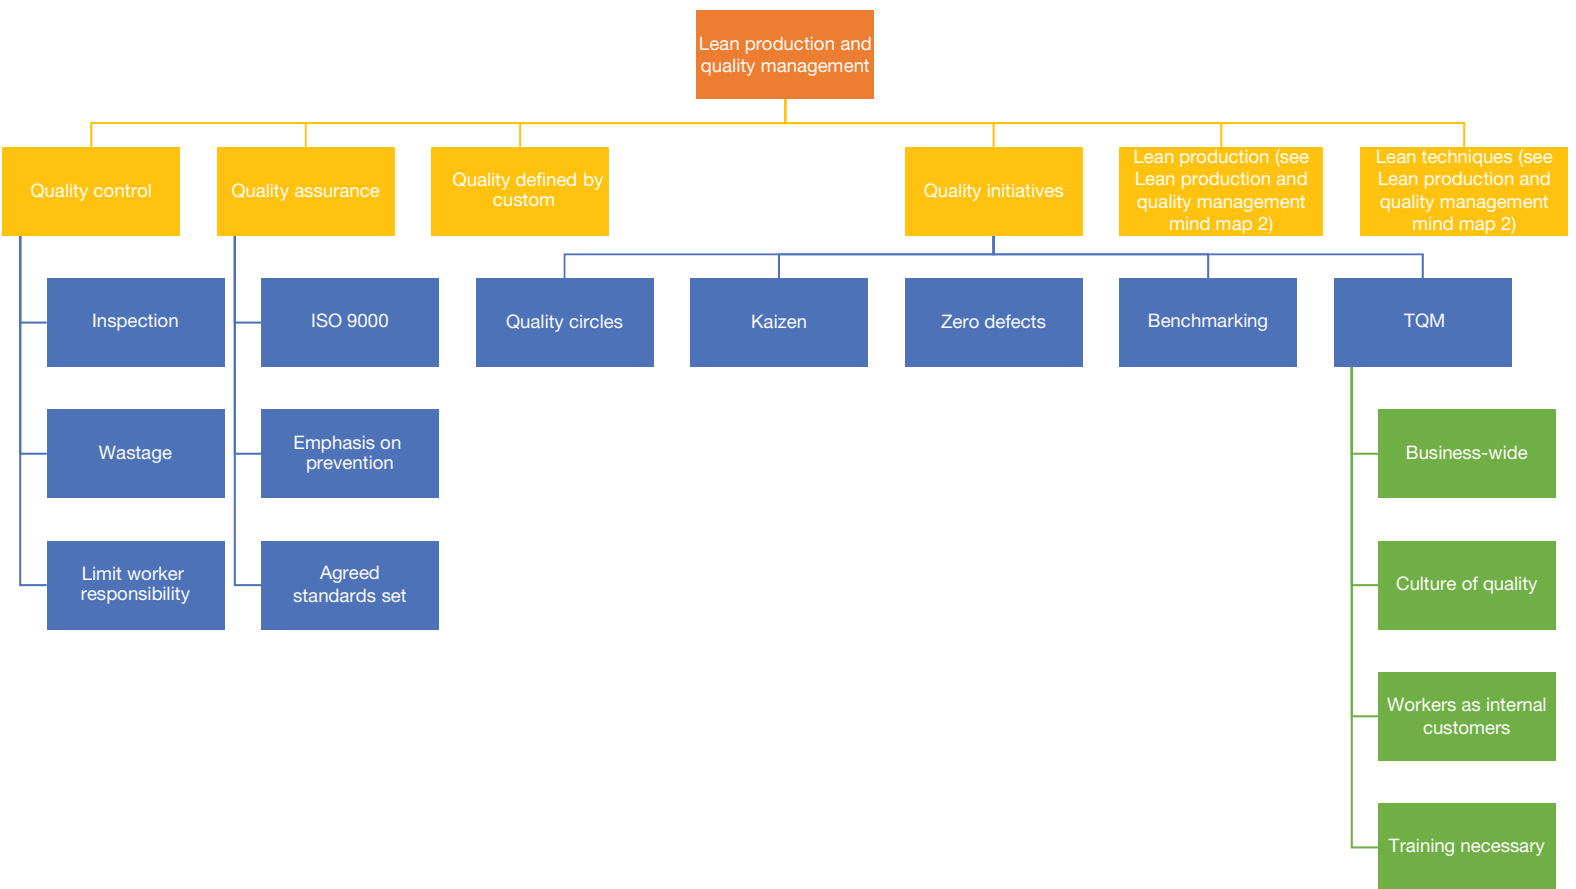 Lean production and
quality management
Quality control
Quality assurance
Quality defined by
custom
Quality initiatives
Lean production (see
Lean production and
quality management
mind map 2)
Lean techniques (see
Lean production and
quality management
mind map 2)
Inspection
ISO 9000
Quality circles
Kaizen
Zero defects
Benchmarking
TQM
Wastage
Emphasis on
prevention
Business-wide
Limit worker
responsibility
Agreed
standards set
Culture of quality
Workers as internal
customers
Training necessary